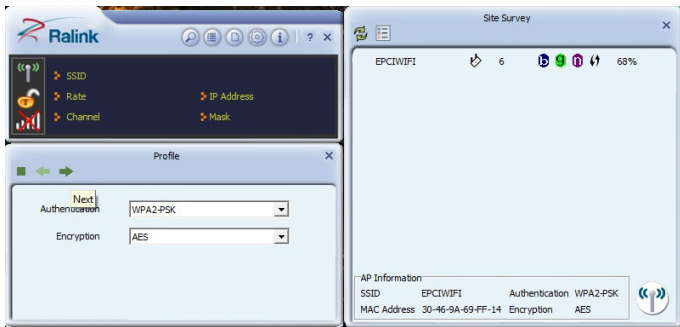 Ralink
? ×
SSID
Rate
IP Address
Channel
Mask
Profile ×
Next
Authentication WPA2-PSK
Encryption AES
Site Survey ×
EPCIWIFI 6 b g n 68%
AP Information
SSID EPCIWIFI Authentication WPA2-PSK
MAC Address 30-46-9A-69-FF-14 Encryption AES